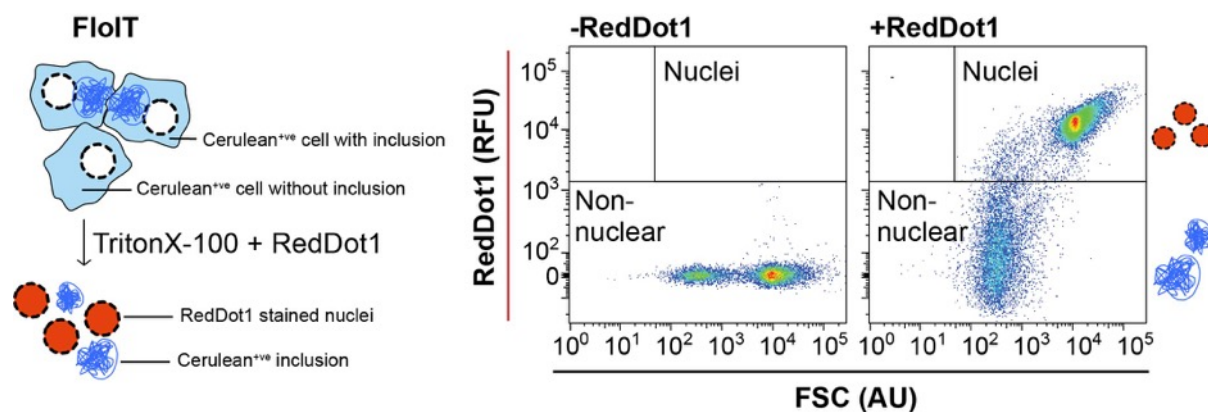 FloIT
Cerulean+ve cell with inclusion
Cerulean+ve cell without inclusion
TritonX-100 + RedDot1
RedDot1 stained nuclei
Cerulean+ve inclusion
-RedDot1
+RedDot1
RedDot1 (RFU)
10^5
10^4
10^3
10^2
0
Nuclei
Non-
nuclear
Nuclei
Non-
nuclear
10^0 10^1 10^2 10^3 10^4 10^5
10^0 10^1 10^2 10^3 10^4 10^5
FSC (AU)